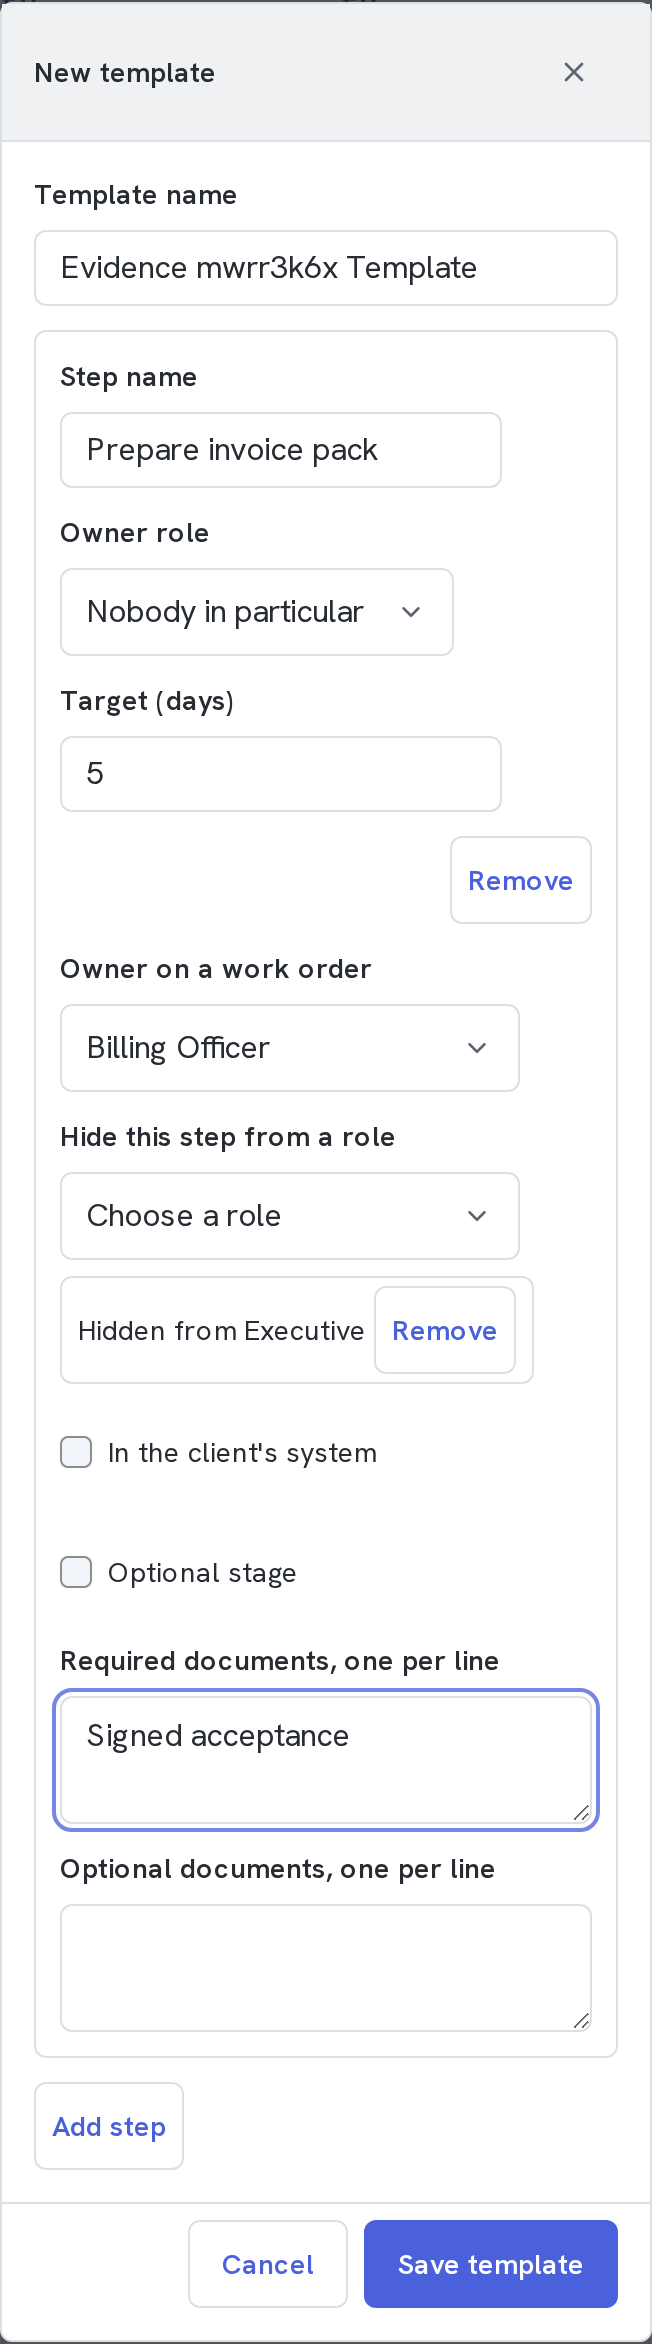 New template
Template name
Evidence mwrr3k6x Template
Step name
Prepare invoice pack
Owner role
Nobody in particular
Target (days)
5
Remove
Owner on a work order
Billing Officer
Hide this step from a role
Choose a role
Hidden from Executive Remove
In the client's system
Optional stage
Required documents, one per line
Signed acceptance
Optional documents, one per line
Add step
Cancel Save template